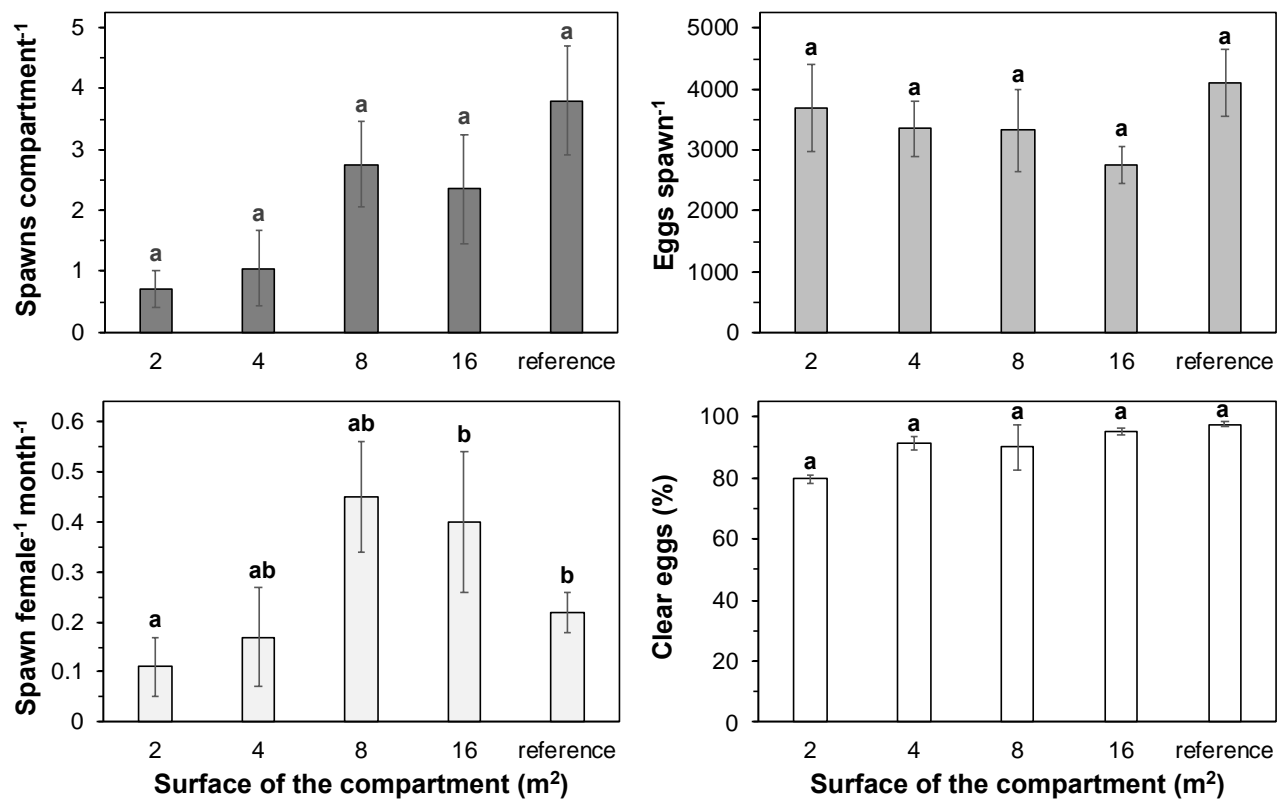 Spawns compartment-1
5
4
3
2
1
0
a
a
a
a
a
2 4 8 16 reference
Eggs spawn-1
5000
4000
3000
2000
1000
0
a
a
a
a
a
2 4 8 16 reference
Spawn female-1 month-1
0.6
0.5
0.4
0.3
0.2
0.1
0
a
ab
ab
b
b
2 4 8 16 reference
Surface of the compartment (m2)
Clear eggs (%)
100
80
60
40
20
0
a
a
a
a
a
2 4 8 16 reference
Surface of the compartment (m2)